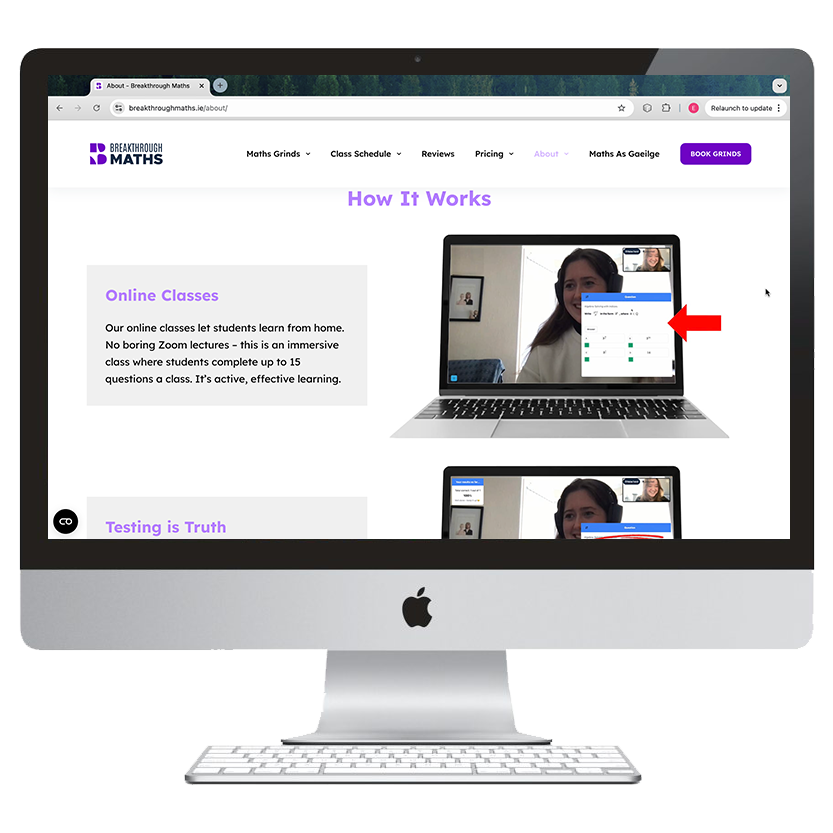 About - Breakthrough Maths
breakthroughmaths.ie/about/
E
Relaunch to update
BREAKTHROUGH
MATHS
Maths Grinds
Class Schedule
Reviews
Pricing
About
Maths As Gaeilge
BOOK GRINDS
How It Works
Online Classes
Our online classes let students learn from home.
No boring Zoom lectures – this is an immersive
class where students complete up to 15
questions a class. It’s active, effective learning.
Testing is Truth
100%